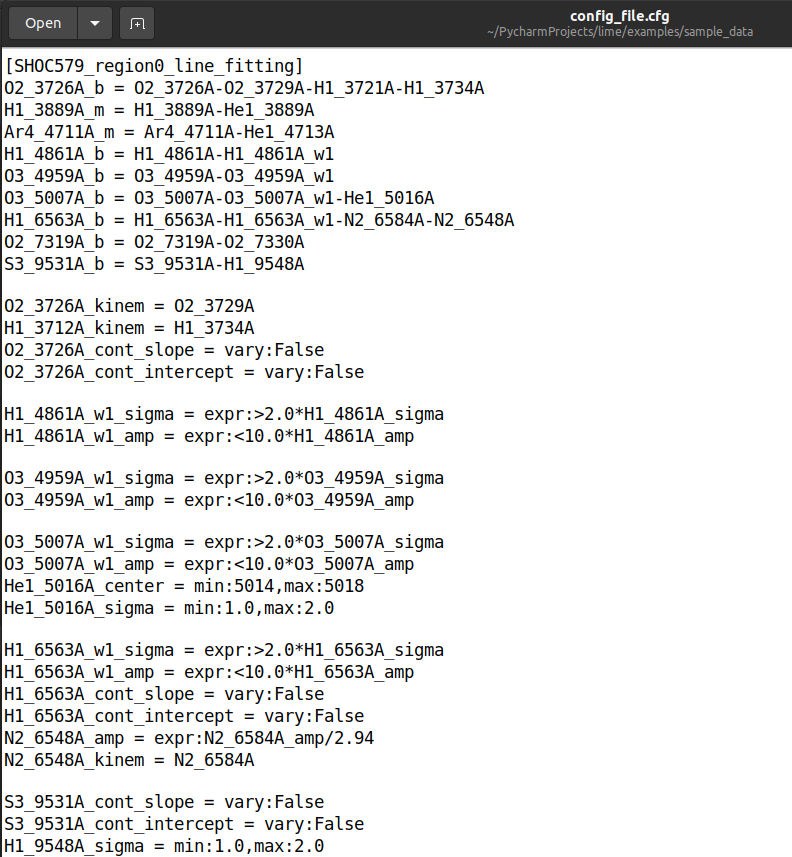 Open
config_file.cfg
~/PycharmProjects/lime/examples/sample_data
[SHOC579_region0_line_fitting]
O2_3726A_b = O2_3726A-O2_3729A-H1_3721A-H1_3734A
H1_3889A_m = H1_3889A-He1_3889A
Ar4_4711A_m = Ar4_4711A-He1_4713A
H1_4861A_b = H1_4861A-H1_4861A_w1
O3_4959A_b = O3_4959A-O3_4959A_w1
O3_5007A_b = O3_5007A-O3_5007A_w1-He1_5016A
H1_6563A_b = H1_6563A-H1_6563A_w1-N2_6584A-N2_6548A
O2_7319A_b = O2_7319A-O2_7330A
S3_9531A_b = S3_9531A-H1_9548A
O2_3726A_kinem = O2_3729A
H1_3712A_kinem = H1_3734A
O2_3726A_cont_slope = vary:False
O2_3726A_cont_intercept = vary:False
H1_4861A_w1_sigma = expr:>2.0*H1_4861A_sigma
H1_4861A_w1_amp = expr:<10.0*H1_4861A_amp
O3_4959A_w1_sigma = expr:>2.0*O3_4959A_sigma
O3_4959A_w1_amp = expr:<10.0*O3_4959A_amp
O3_5007A_w1_sigma = expr:>2.0*O3_5007A_sigma
O3_5007A_w1_amp = expr:<10.0*O3_5007A_amp
He1_5016A_center = min:5014,max:5018
He1_5016A_sigma = min:1.0,max:2.0
H1_6563A_w1_sigma = expr:>2.0*H1_6563A_sigma
H1_6563A_w1_amp = expr:<10.0*H1_6563A_amp
H1_6563A_cont_slope = vary:False
H1_6563A_cont_intercept = vary:False
N2_6548A_amp = expr:N2_6584A_amp/2.94
N2_6548A_kinem = N2_6584A
S3_9531A_cont_slope = vary:False
S3_9531A_cont_intercept = vary:False
H1_9548A_sigma = min:1.0,max:2.0